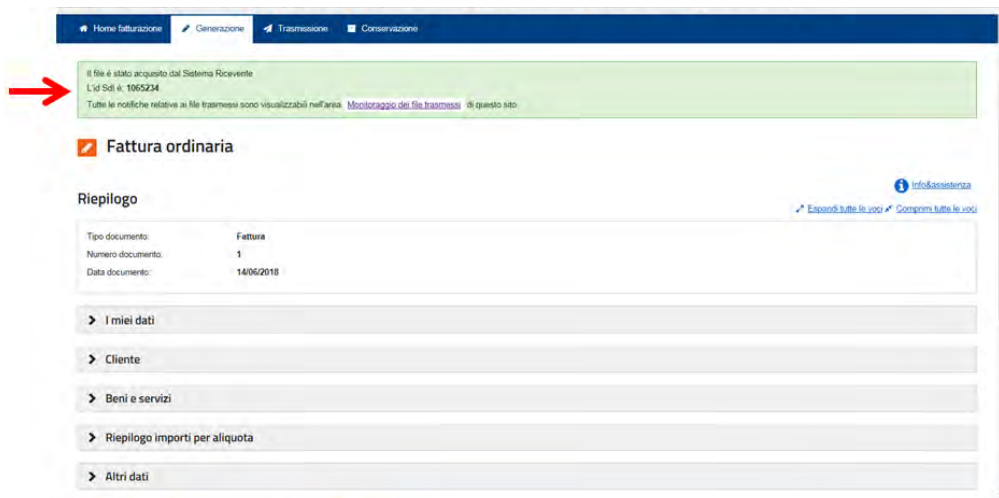 Home fatturazione Generazione Trasmissione Conservazione
Il file è stato acquisito dal Sistema Ricevente
L'id SdI è: 1065234
Tutte le notifiche relative ai file trasmessi sono visualizzabili nell'area Monitoraggio dei file trasmessi di questo sito
Fattura ordinaria
Info&assistenza
Riepilogo
Espandi tutte le voci Comprimi tutte le voci
Tipo documento: Fattura
Numero documento: 1
Data documento: 14/06/2018
I miei dati
Cliente
Beni e servizi
Riepilogo importi per aliquota
Altri dati